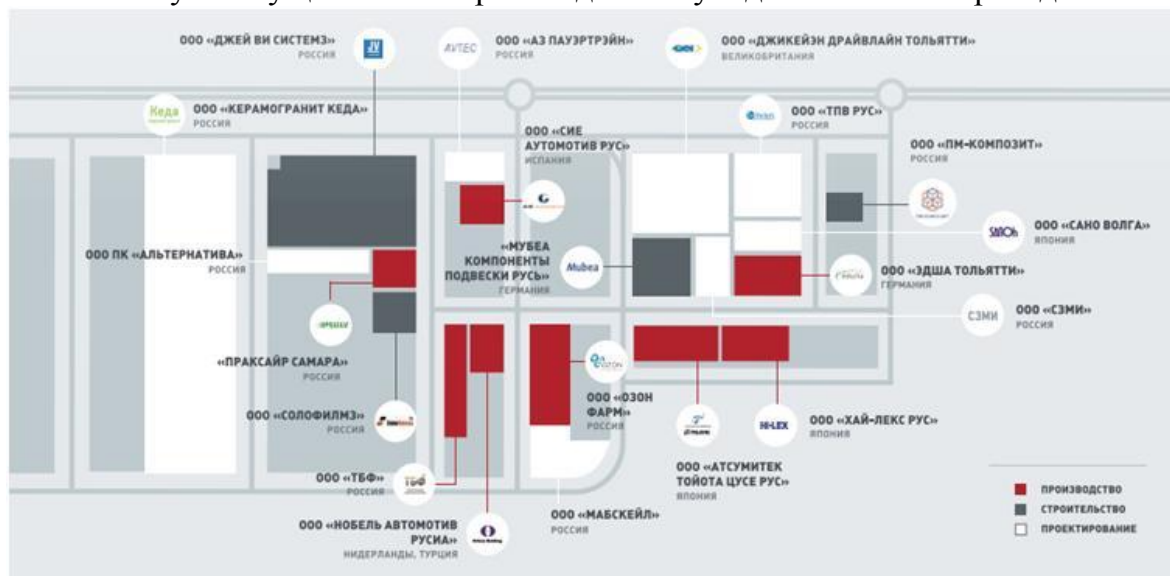 ООО «ДЖЕЙ ВИ СИСТЕМЗ»
РОССИЯ
JV
AVTEC
ООО «АЗ ПАУЭРТРЭЙН»
РОССИЯ
ООО «ДЖИКЕЙЭН ДРАЙВЛАЙН ТОЛЬЯТТИ»
ВЕЛИКОБРИТАНИЯ
Кеда
ООО «КЕРАМОГРАНИТ КЕДА»
РОССИЯ
ООО «СИЕ
АУТОМОТИВ РУС»
ИСПАНИЯ
ООО «ТПВ РУС»
РОССИЯ
ООО «ПМ-КОМПОЗИТ»
РОССИЯ
ООО ПК «АЛЬТЕРНАТИВА»
РОССИЯ
«МУБЕА
КОМПОНЕНТЫ
ПОДВЕСКИ РУСЬ»
ГЕРМАНИЯ
Mubea
ООО «САНО ВОЛГА»
ЯПОНИЯ
ООО «ЭДША ТОЛЬЯТТИ»
ГЕРМАНИЯ
СЗМИ
ООО «СЗМИ»
РОССИЯ
«ПРАКСАЙР САМАРА»
РОССИЯ
ООО «СОЛОФИЛМЗ»
РОССИЯ
ООО «ОЗОН
ФАРМ»
РОССИЯ
HI-LEX
ООО «ХАЙ-ЛЕКС РУС»
ЯПОНИЯ
ООО «ТБФ»
РОССИЯ
ТБФ
ООО «АТСУМИТЕК
ТОЙОТА ЦУСЕ РУС»
ЯПОНИЯ
ООО «НОБЕЛЬ АВТОМОТИВ
РУСИА»
НИДЕРЛАНДЫ, ТУРЦИЯ
ООО «МАБСКЕЙЛ»
РОССИЯ
ПРОИЗВОДСТВО
СТРОИТЕЛЬСТВО
ПРОЕКТИРОВАНИЕ